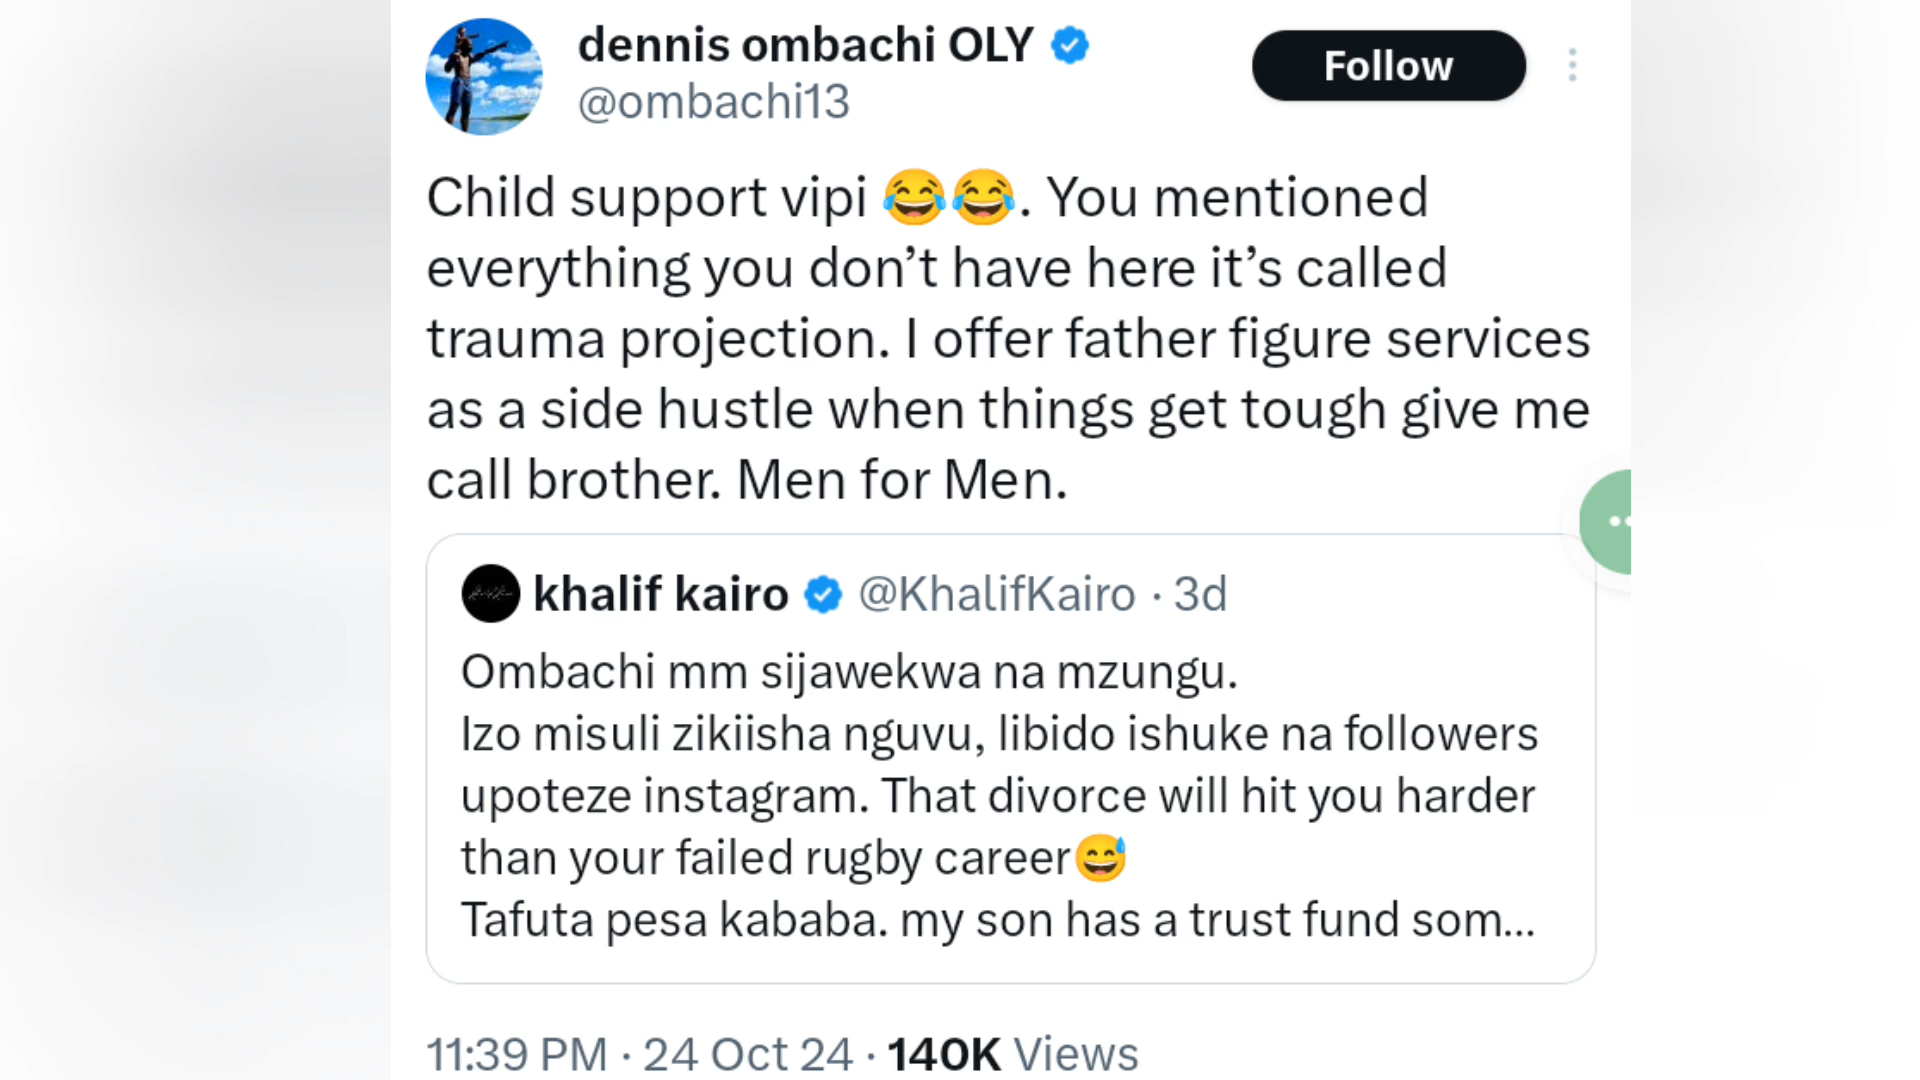 dennis ombachi OLY
@ombachi13
Follow
Child support vipi 😂😂. You mentioned
everything you don’t have here it’s called
trauma projection. I offer father figure services
as a side hustle when things get tough give me
call brother. Men for Men.
khalif kairo @KhalifKairo · 3d
Ombachi mm sijawekwa na mzungu.
Izo misuli zikiisha nguvu, libido ishuke na followers
upoteze instagram. That divorce will hit you harder
than your failed rugby career😅
Tafuta pesa kababa. my son has a trust fund som...
11:39 PM · 24 Oct 24 · 140K Views